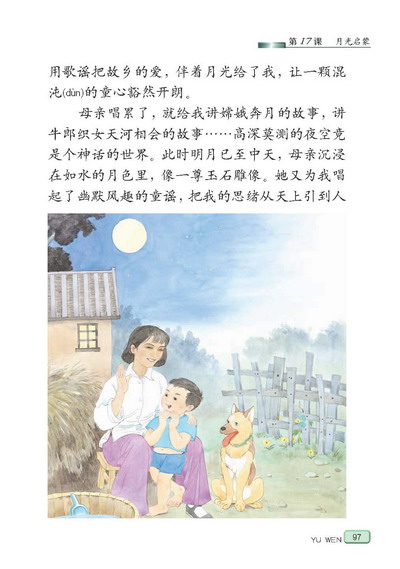 第17课 月光启蒙
用歌谣把故乡的爱，伴着月光给了我，让一颗混
沌(dùn)的童心豁然开朗。
母亲唱累了，就给我讲嫦娥奔月的故事，讲
牛郎织女天河相会的故事……高深莫测的夜空竟
是个神话的世界。此时明月已至中天，母亲沉浸
在如水的月色里，像一尊玉石雕像。她又为我唱
起了幽默风趣的童谣，把我的思绪从天上引到人
YU WEN 97